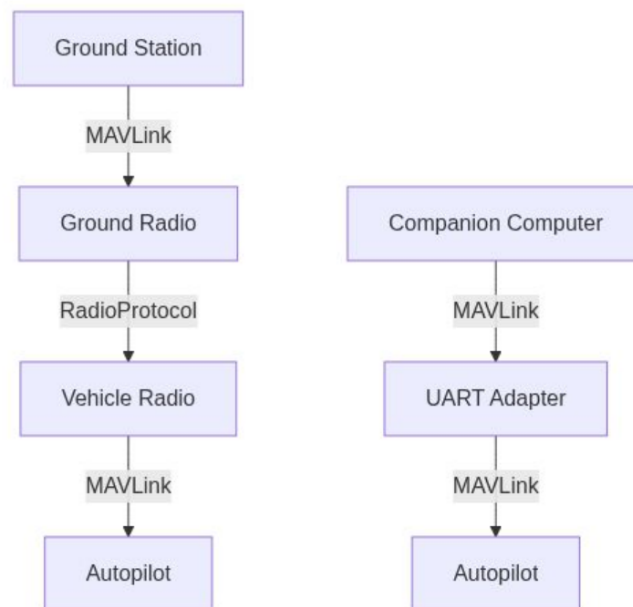 Ground Station
MAVLink
Ground Radio
RadioProtocol
Vehicle Radio
MAVLink
Autopilot
Companion Computer
MAVLink
UART Adapter
MAVLink
Autopilot